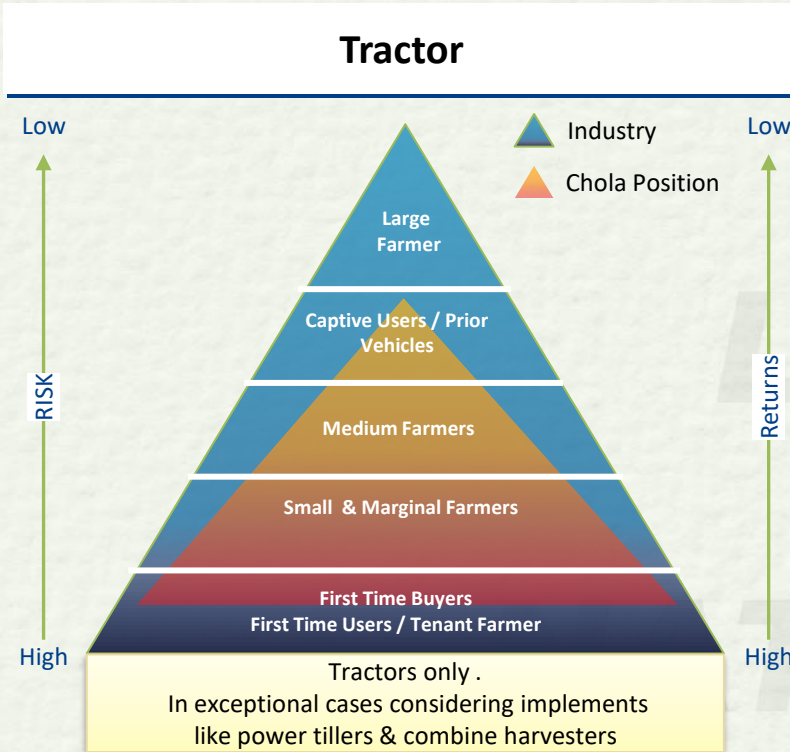 Tractor
Low
Industry
Low
Chola Position
Large
Farmer
Captive Users / Prior
Vehicles
RISK
Returns
Medium Farmers
Small & Marginal Farmers
First Time Buyers
First Time Users / Tenant Farmer
High
High
Tractors only .
In exceptional cases considering implements
like power tillers & combine harvesters